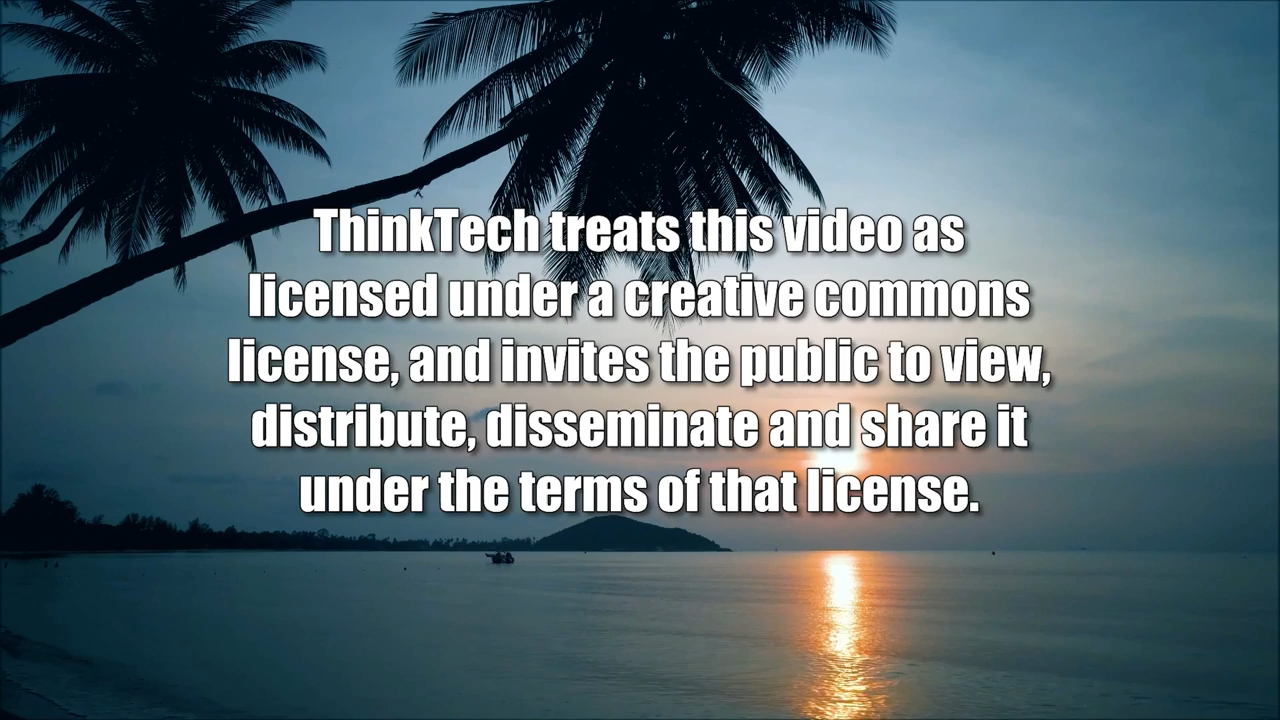 ThinkTech treats this video as
licensed under a creative commons
license, and invites the public to view,
distribute, disseminate and share it
under the terms of that license.